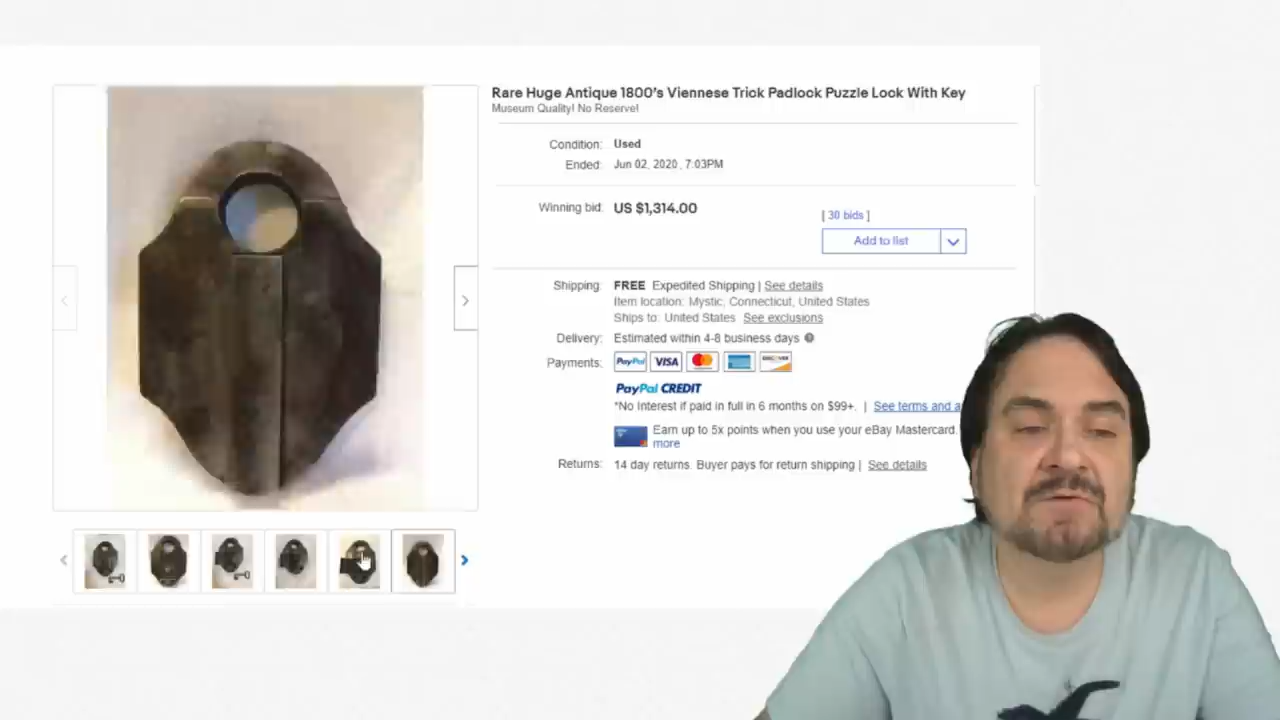 Rare Huge Antique 1800's Viennese Trick Padlock Puzzle Look With Key
Museum Quality! No Reserve!
Condition: Used
Ended: Jun 02, 2020 , 7:03PM
Winning bid: US $1,314.00
[ 30 bids ]
Add to list
Shipping: FREE Expedited Shipping | See details
Item location: Mystic, Connecticut, United States
Ships to: United States See exclusions
Delivery: Estimated within 4-8 business days
Payments: PayPal VISA MasterCard DISCOVER
PayPal CREDIT
*No Interest if paid in full in 6 months on $99+. | See terms and a
Earn up to 5x points when you use your eBay Mastercard.
more
Returns: 14 day returns. Buyer pays for return shipping | See details